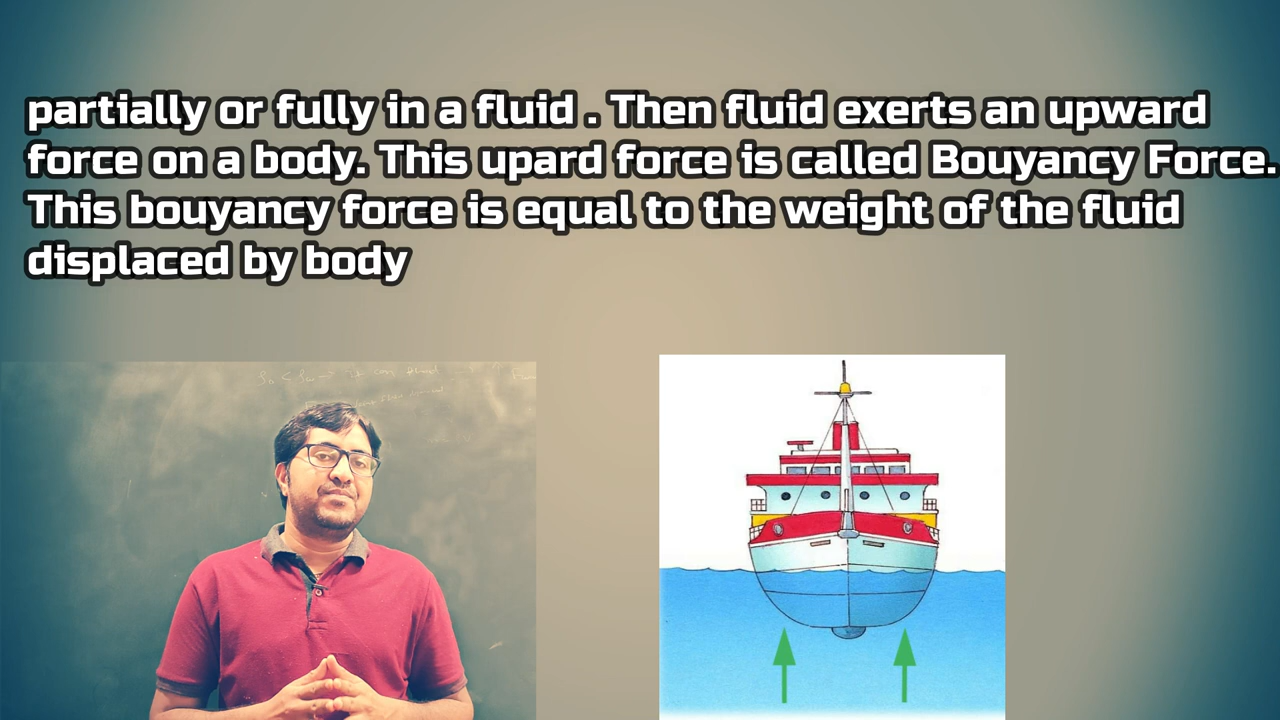 partially or fully in a fluid . Then fluid exerts an upward
force on a body. This upard force is called Bouyancy Force.
This bouyancy force is equal to the weight of the fluid
displaced by body